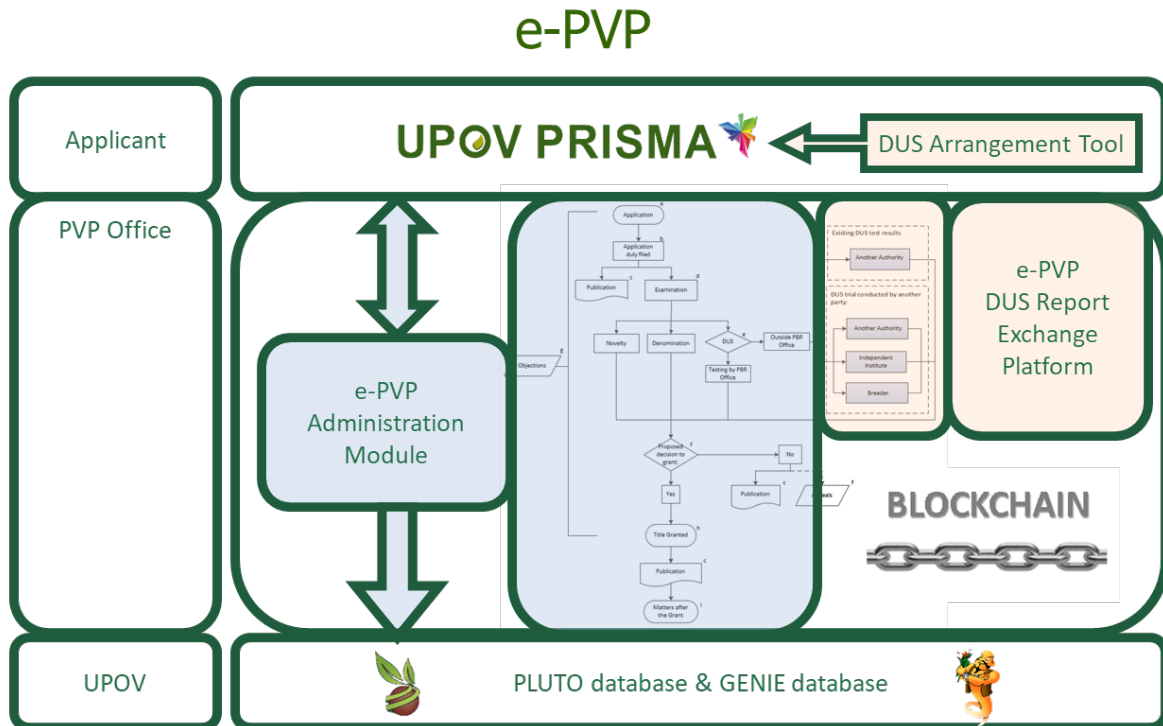 e-PVP
Applicant
UPOV PRISMA
DUS Arrangement Tool
PVP Office
e-PVP
Administration
Module
a
Application
b
Application
duly filed
c
Publication
d
Examination
Novelty
Denomination
e
DUS
Outside PBR
Office
Testing by PBR
Office
g
Objections
f
Proposed
decision to
grant:
No
Yes
c
Publication
f
h
Title Granted
c
Publication
i
Matters after
the Grant
Existing DUS test results
Another Authority
DUS trial conducted by another
party:
Another Authority
Independent
Institute
Breeder
e-PVP
DUS Report
Exchange
Platform
BLOCKCHAIN
UPOV
PLUTO database & GENIE database